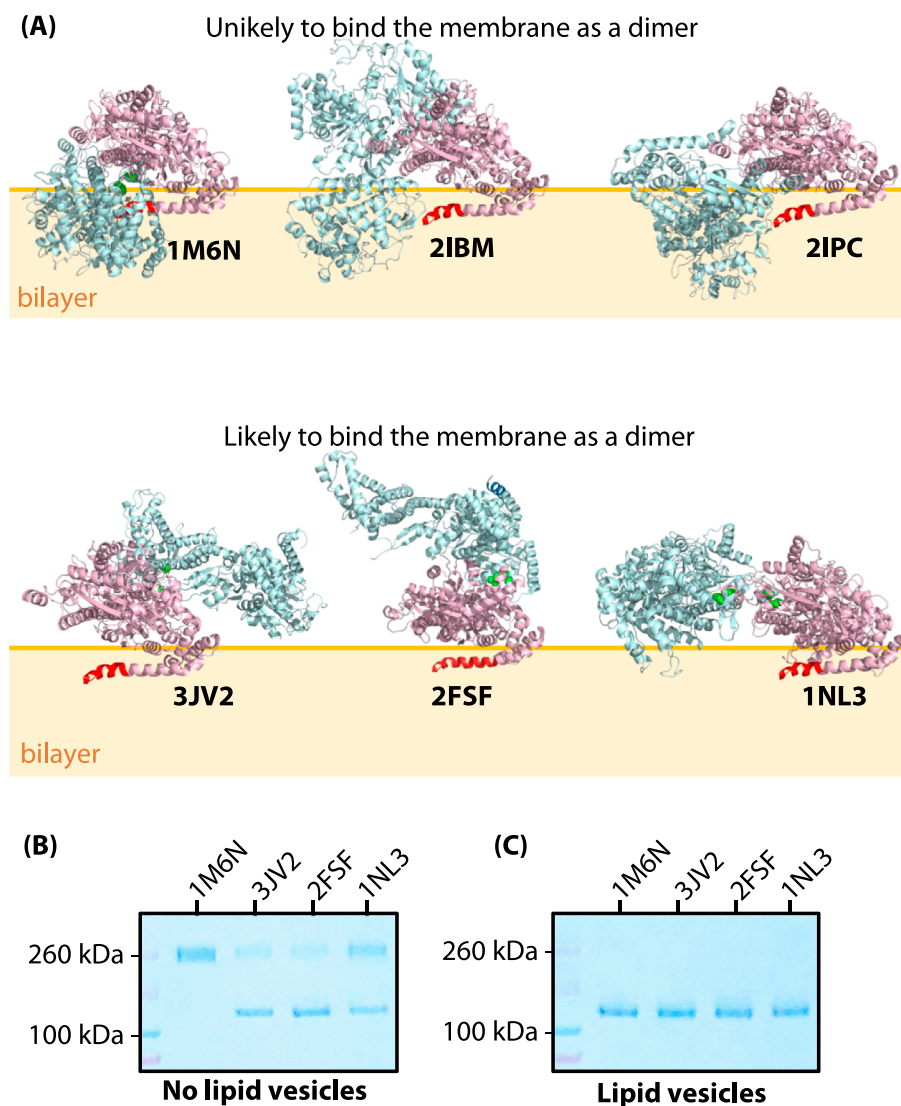 (A)
Unikely to bind the membrane as a dimer
1M6N
2IBM
2IPC
bilayer
Likely to bind the membrane as a dimer
3JV2
2FSF
1NL3
bilayer
(B)
1M6N
3JV2
2FSF
1NL3
260 kDa
100 kDa
No lipid vesicles
(C)
1M6N
3JV2
2FSF
1NL3
260 kDa
100 kDa
Lipid vesicles